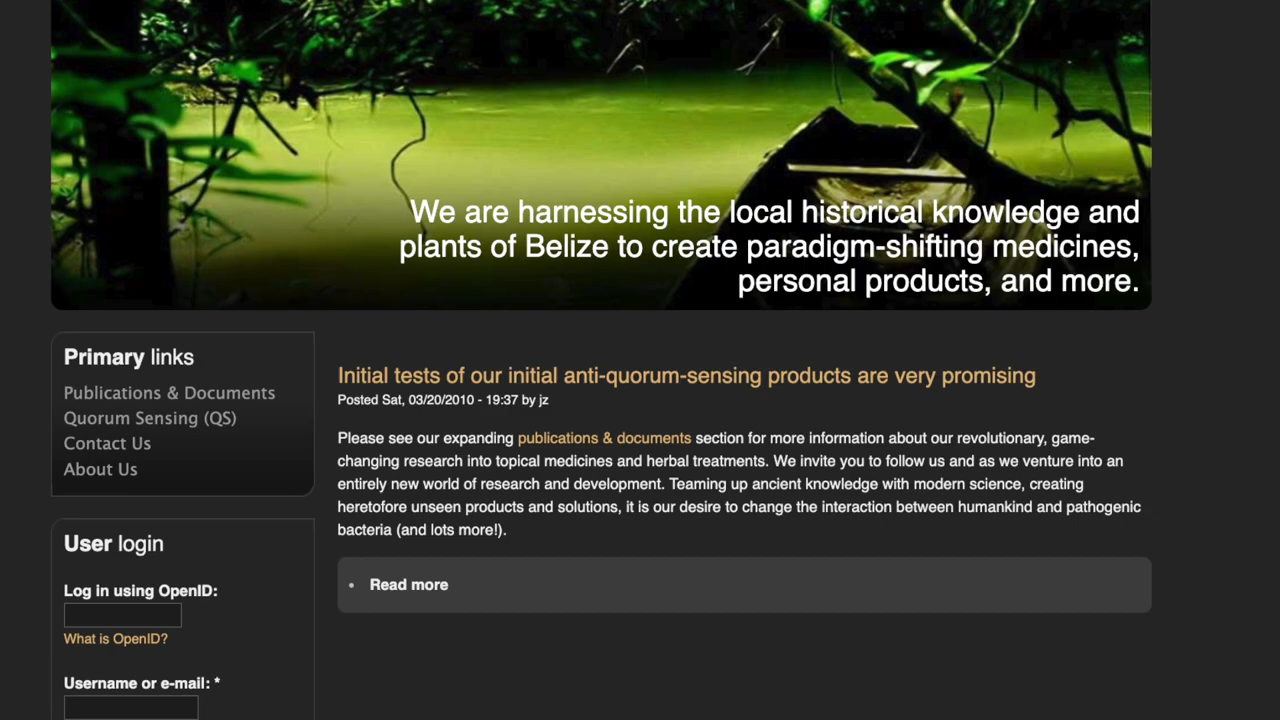 We are harnessing the local historical knowledge and
plants of Belize to create paradigm-shifting medicines,
personal products, and more.
Primary links
Publications & Documents
Quorum Sensing (QS)
Contact Us
About Us
User login
Log in using OpenID:
What is OpenID?
Username or e-mail: *
Initial tests of our initial anti-quorum-sensing products are very promising
Posted Sat, 03/20/2010 - 19:37 by jz
Please see our expanding publications & documents section for more information about our revolutionary, game-
changing research into topical medicines and herbal treatments. We invite you to follow us and as we venture into an
entirely new world of research and development. Teaming up ancient knowledge with modern science, creating
heretofore unseen products and solutions, it is our desire to change the interaction between humankind and pathogenic
bacteria (and lots more!).
• Read more